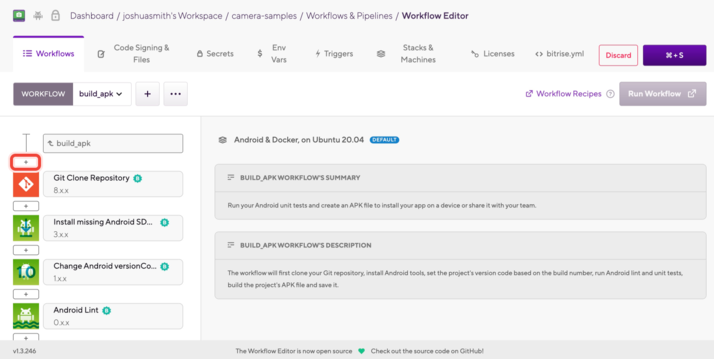 Dashboard / joshuasmith's Workspace / camera-samples / Workflows & Pipelines / Workflow Editor
Workflows
Code Signing & Files
Secrets
Env Vars
Triggers
Stacks & Machines
Licenses
<> bitrise.yml
Discard
⌘+S
WORKFLOW
build_apk
+
...
Workflow Recipes
?
Run Workflow
build_apk
Android & Docker, on Ubuntu 20.04
DEFAULT
+
Git Clone Repository
8.x.x
BUILD_APK WORKFLOW'S SUMMARY
Run your Android unit tests and create an APK file to install your app on a device or share it with your team.
+
Install missing Android SD...
3.x.x
BUILD_APK WORKFLOW'S DESCRIPTION
The workflow will first clone your Git repository, install Android tools, set the project's version code based on the build number, run Android lint and unit tests,
build the project's APK file and save it.
+
1.0
Change Android versionCo...
1.x.x
+
Android Lint
0.x.x
+
v1.3.246
The Workflow Editor is now open source
Check out the source code on GitHub!